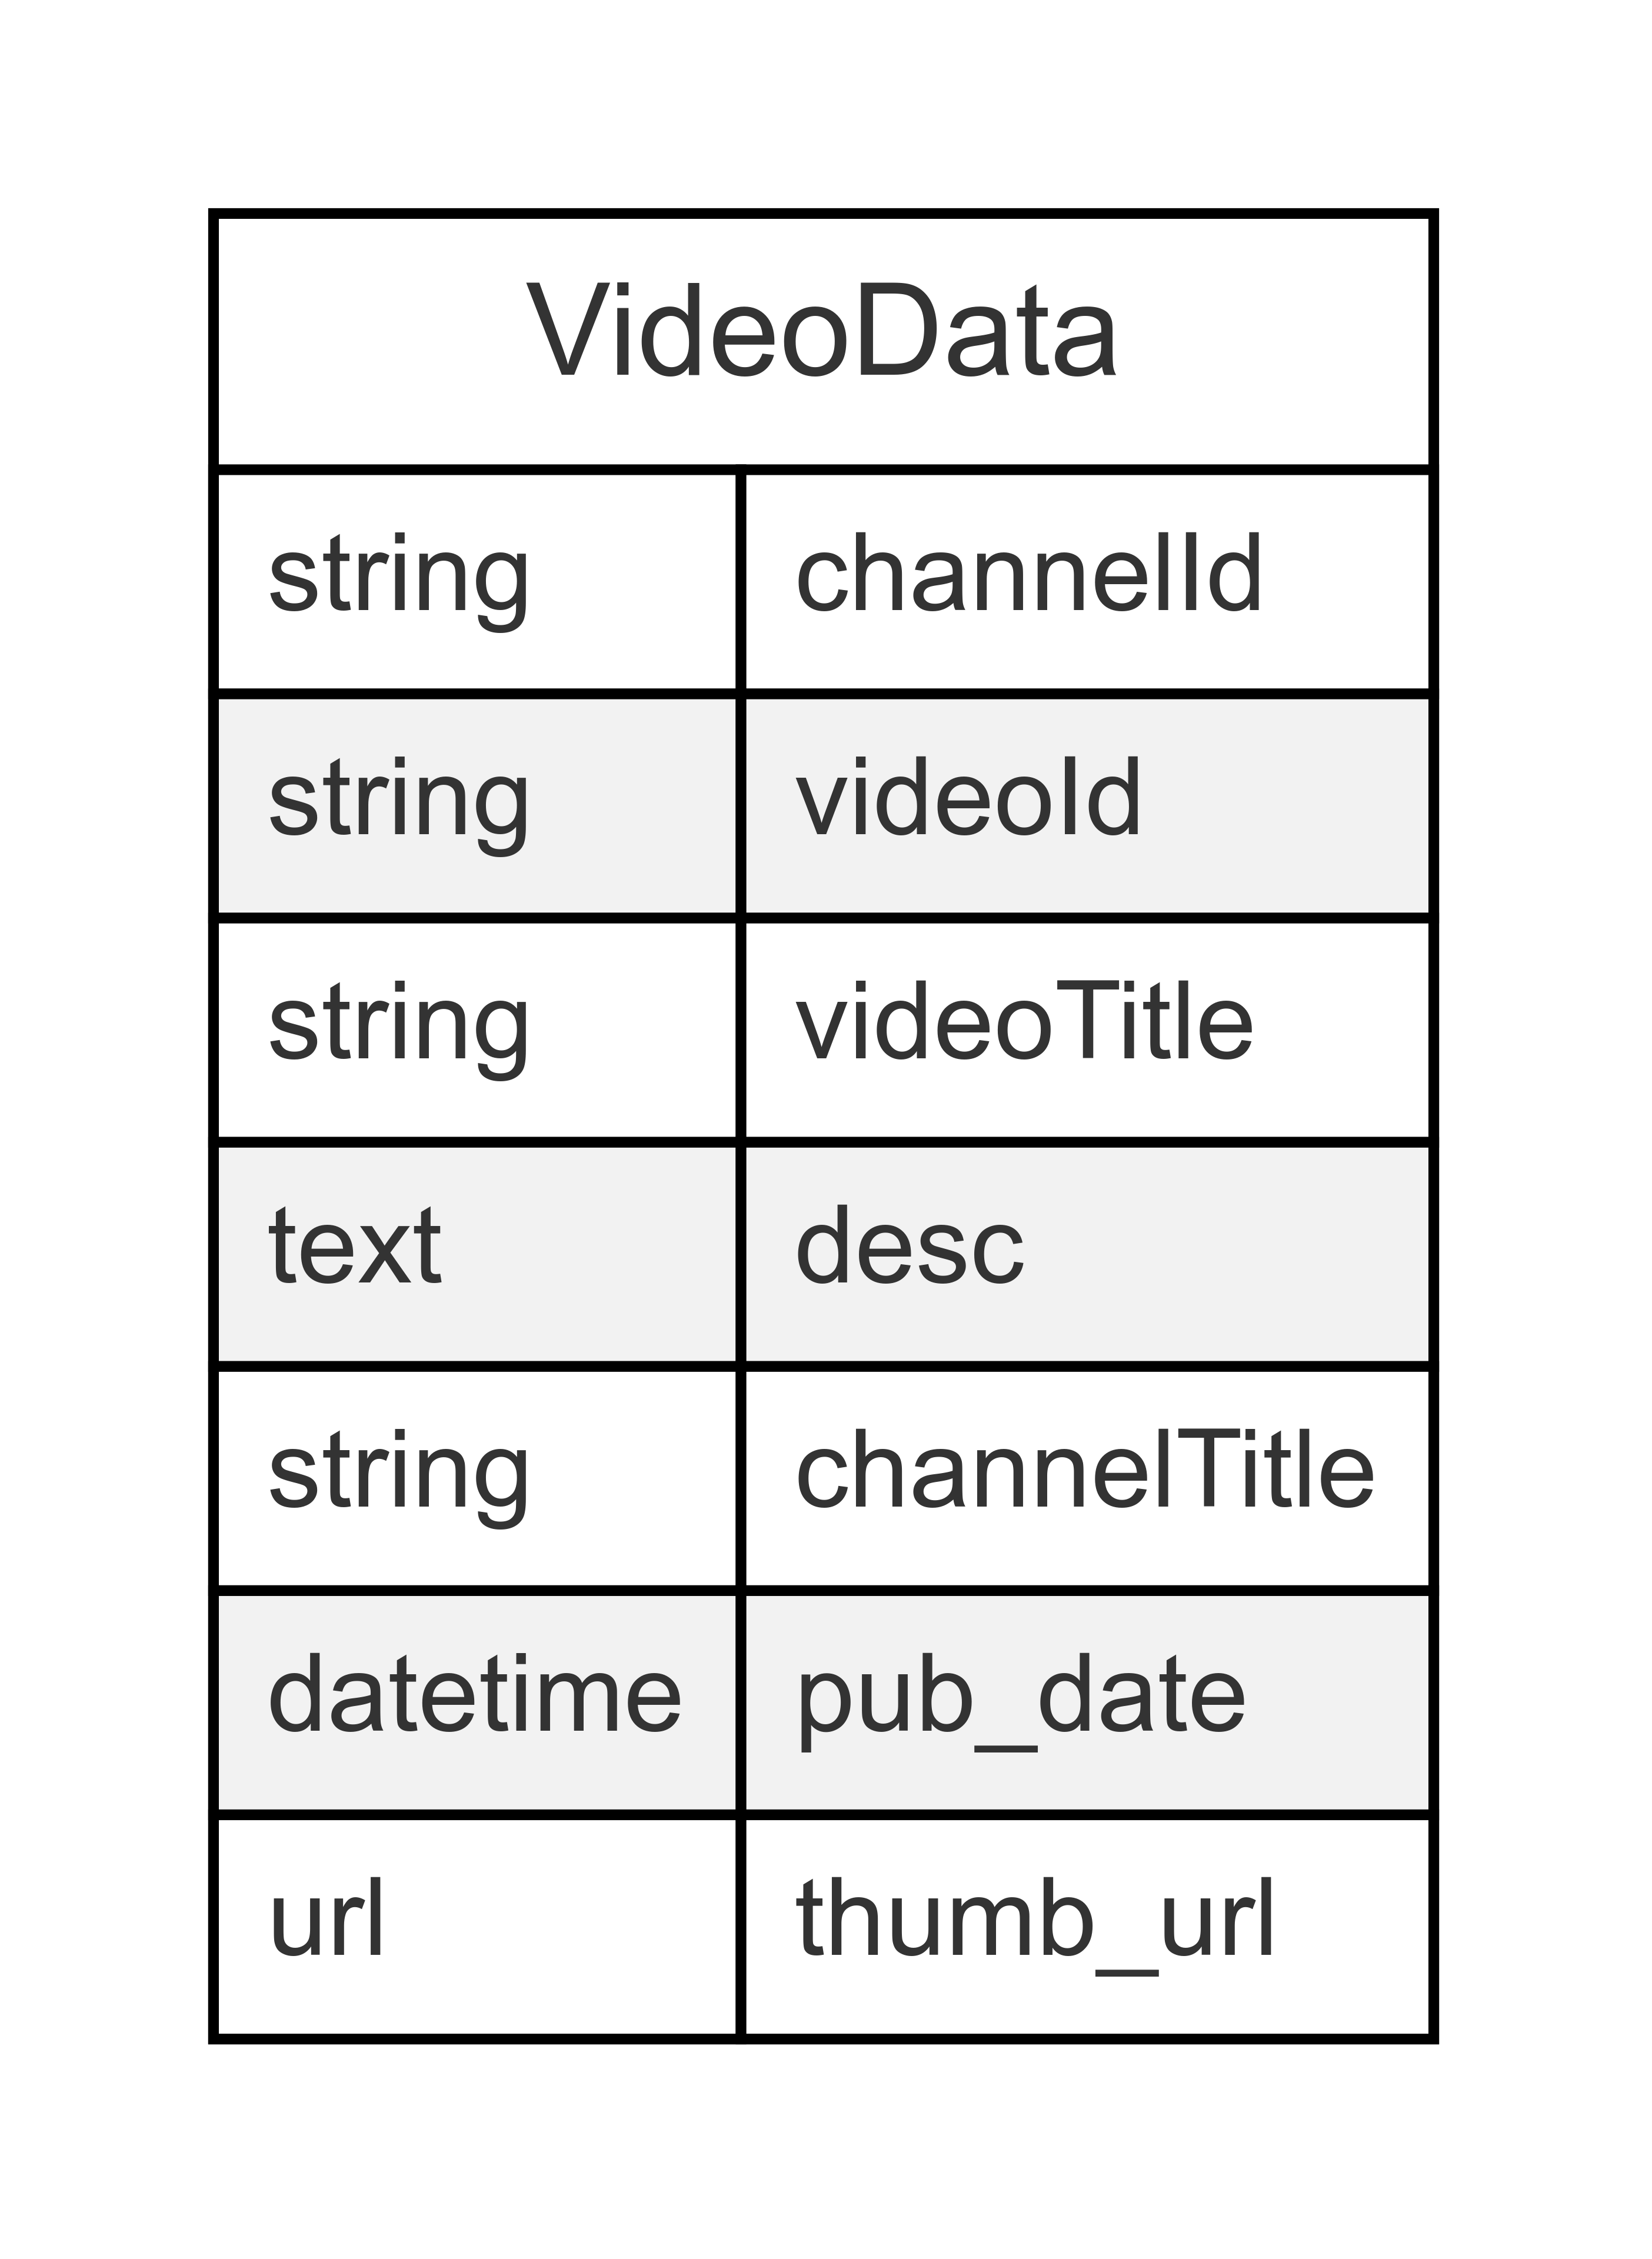 VideoData
string channelId
string videoId
string videoTitle
text desc
string channelTitle
datetime pub_date
url thumb_url